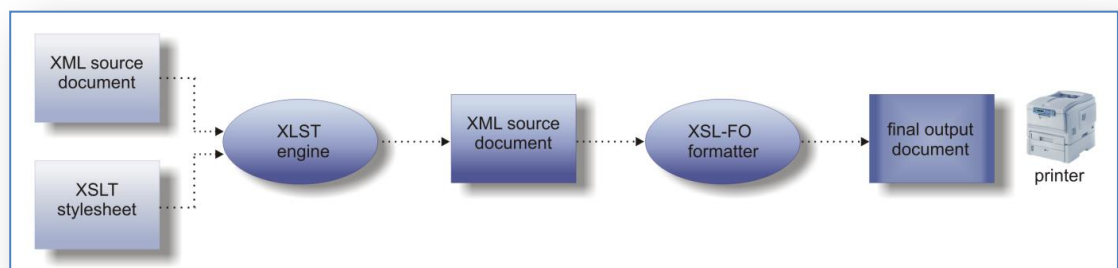 XML source
document
XSLT
stylesheet
XLST
engine
XML source
document
XSL-FO
formatter
final output
document
printer